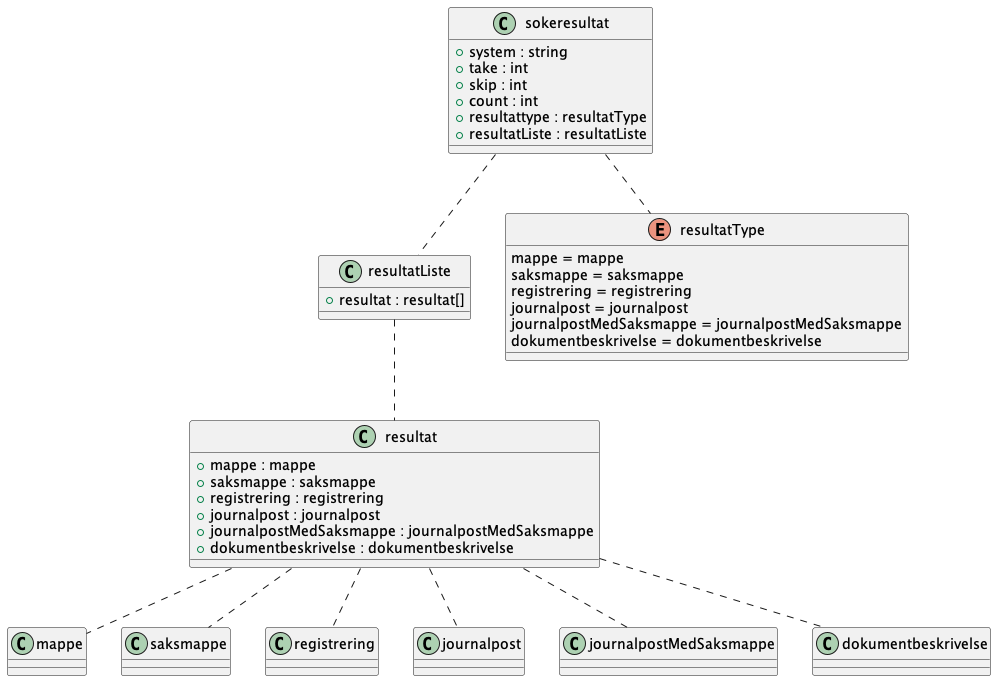 C sokeresultat
system : string
take : int
skip : int
count : int
resultattype : resultatType
resultatListe : resultatListe
E resultatType
mappe = mappe
saksmappe = saksmappe
registrering = registrering
journalpost = journalpost
journalpostMedSaksmappe = journalpostMedSaksmappe
dokumentbeskrivelse = dokumentbeskrivelse
C resultatListe
resultat : resultat[]
C resultat
mappe : mappe
saksmappe : saksmappe
registrering : registrering
journalpost : journalpost
journalpostMedSaksmappe : journalpostMedSaksmappe
dokumentbeskrivelse : dokumentbeskrivelse
C mappe
C saksmappe
C registrering
C journalpost
C journalpostMedSaksmappe
C dokumentbeskrivelse